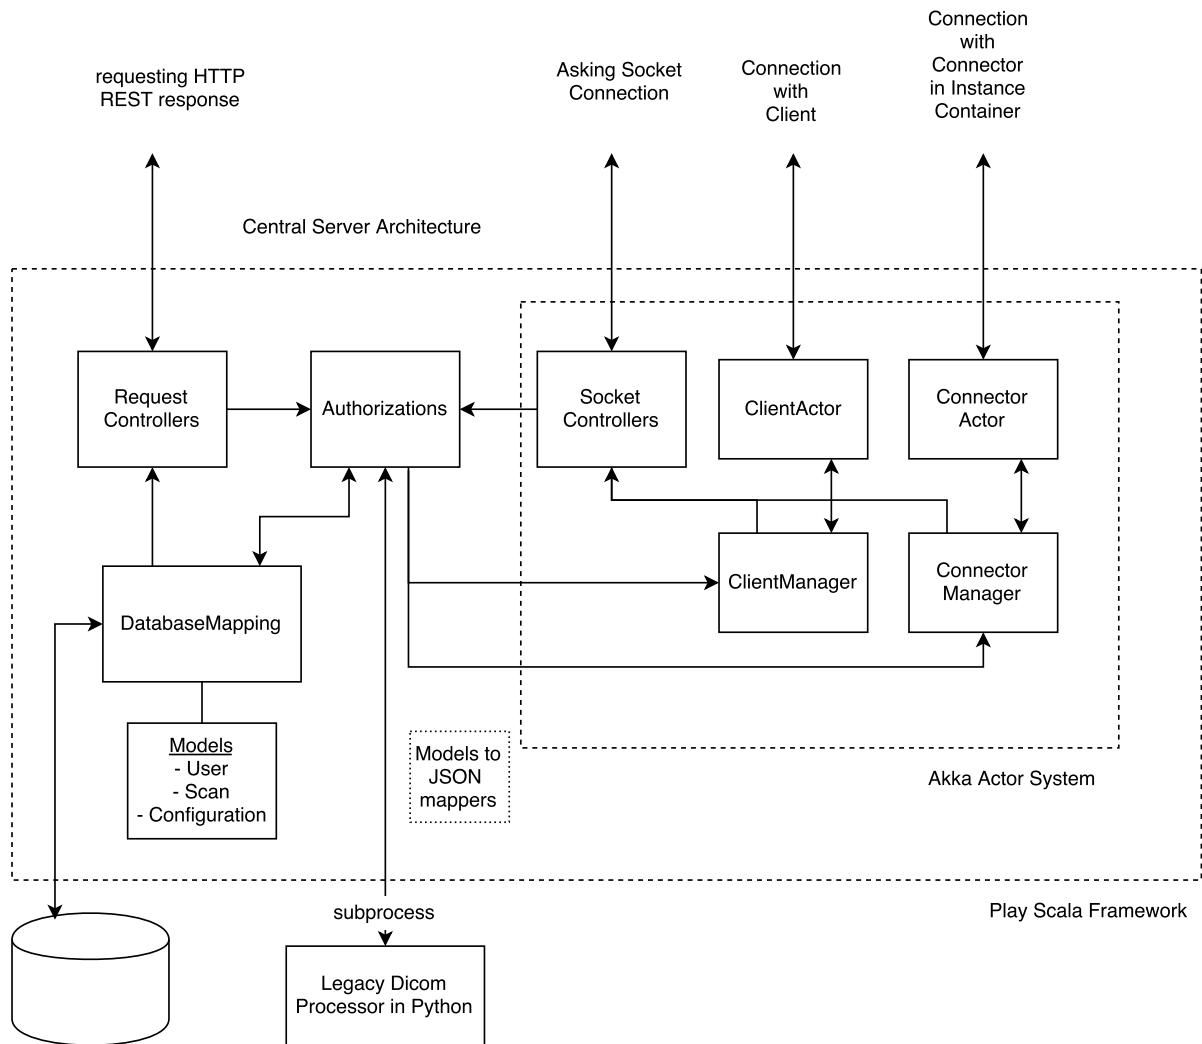 requesting HTTP
REST response
Asking Socket
Connection
Connection
with
Client
Connection
with
Connector
in Instance
Container
Central Server Architecture
Request
Controllers
Authorizations
Socket
Controllers
ClientActor
Connector
Actor
DatabaseMapping
ClientManager
Connector
Manager
Models
- User
- Scan
- Configuration
Models to
JSON
mappers
Akka Actor System
subprocess
Play Scala Framework
Legacy Dicom
Processor in Python